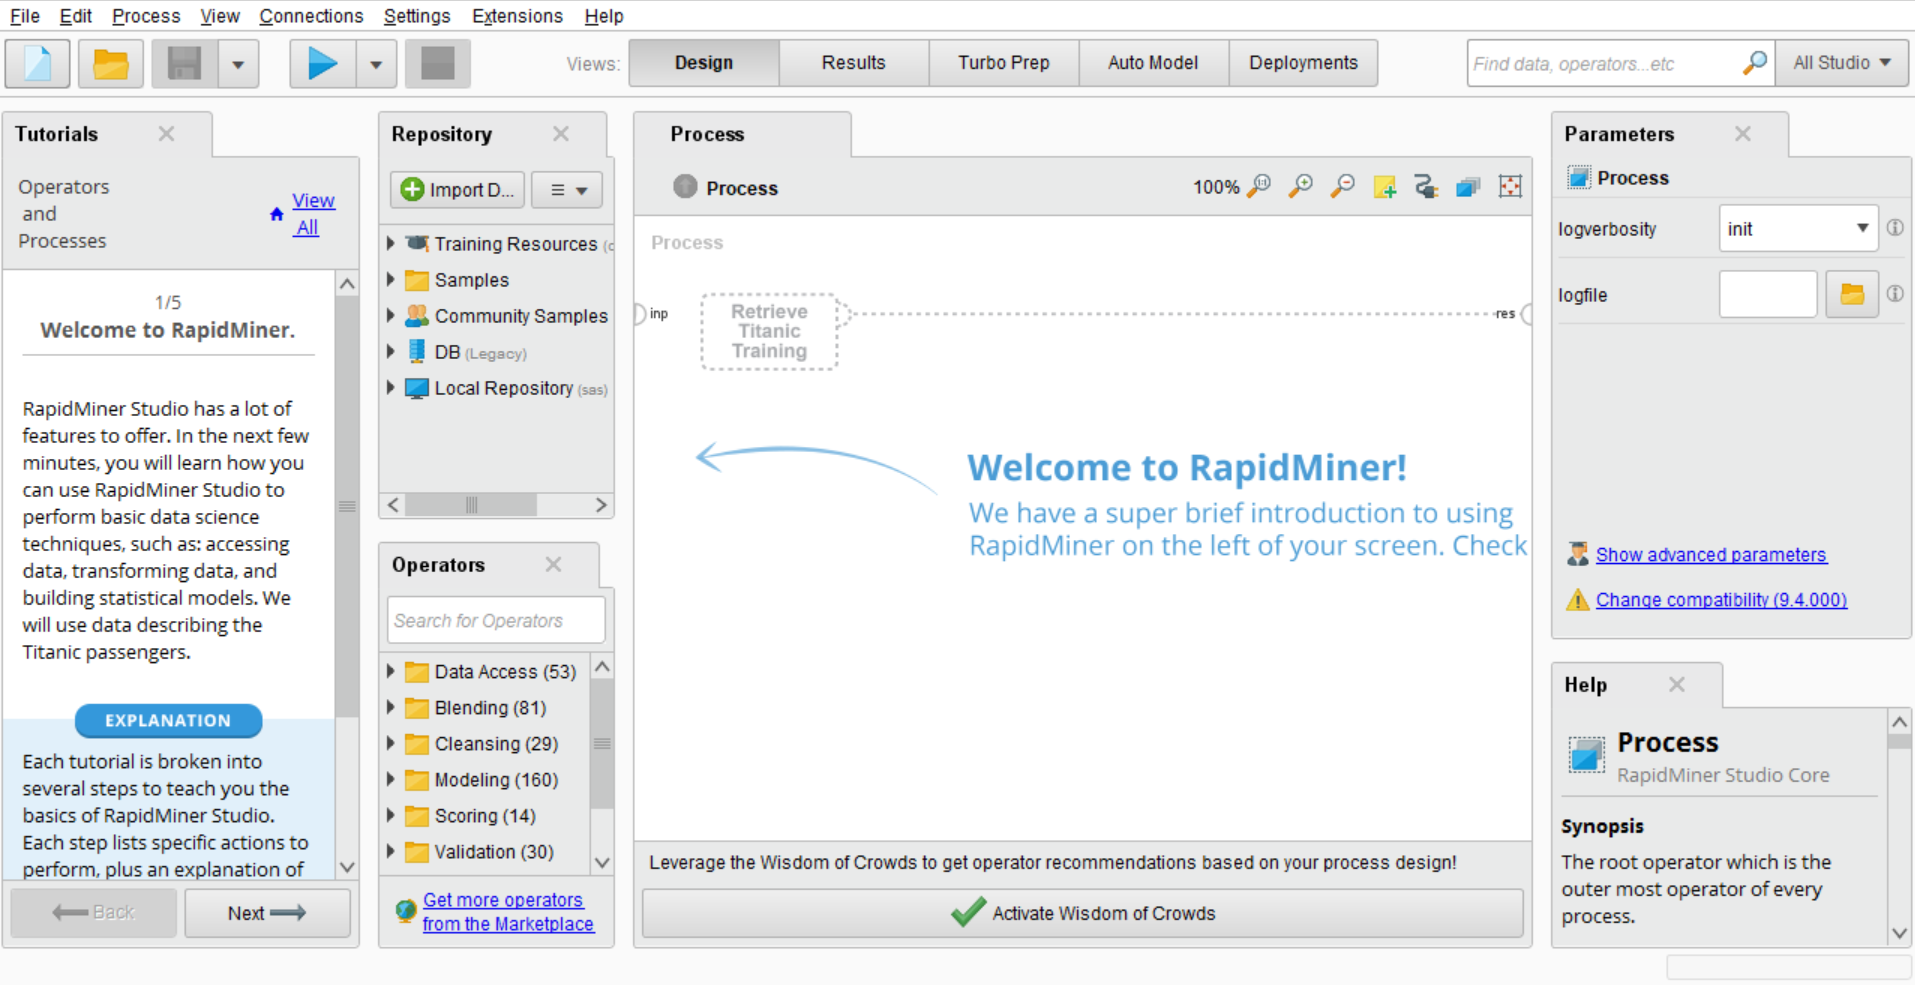 File Edit Process View Connections Settings Extensions Help
Views: Design Results Turbo Prep Auto Model Deployments
Find data, operators...etc
All Studio
Tutorials
Operators
and
Processes
View
All
1/5
Welcome to RapidMiner.
RapidMiner Studio has a lot of
features to offer. In the next few
minutes, you will learn how you
can use RapidMiner Studio to
perform basic data science
techniques, such as: accessing
data, transforming data, and
building statistical models. We
will use data describing the
Titanic passengers.
EXPLANATION
Each tutorial is broken into
several steps to teach you the
basics of RapidMiner Studio.
Each step lists specific actions to
perform, plus an explanation of
Back
Next
Repository
Import D...
Training Resources (c
Samples
Community Samples
DB (Legacy)
Local Repository (sas)
Operators
Search for Operators
Data Access (53)
Blending (81)
Cleansing (29)
Modeling (160)
Scoring (14)
Validation (30)
Get more operators
from the Marketplace
Process
Process
100%
Process
inp
Retrieve
Titanic
Training
res
Welcome to RapidMiner!
We have a super brief introduction to using
RapidMiner on the left of your screen. Check
Leverage the Wisdom of Crowds to get operator recommendations based on your process design!
Activate Wisdom of Crowds
Parameters
Process
logverbosity
init
logfile
Show advanced parameters
Change compatibility (9.4.000)
Help
Process
RapidMiner Studio Core
Synopsis
The root operator which is the
outer most operator of every
process.